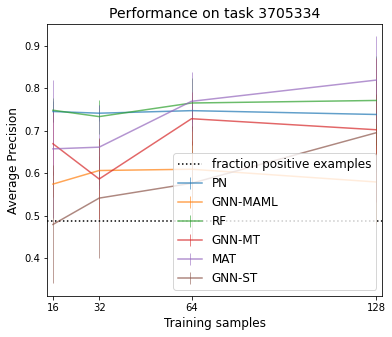 Performance on task 3705334
Average Precision
0.9
0.8
0.7
0.6
0.5
0.4
fraction positive examples
PN
GNN-MAML
RF
GNN-MT
MAT
GNN-ST
16 32 64 128
Training samples